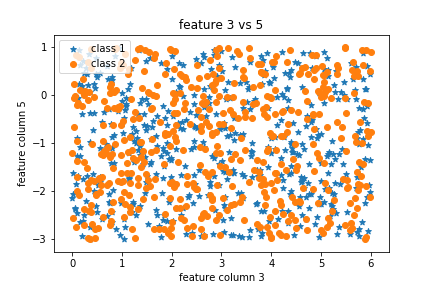 feature 3 vs 5
class 1
class 2
1
0
−1
−2
−3
feature column 5
0
1
2
3
4
5
6
feature column 3